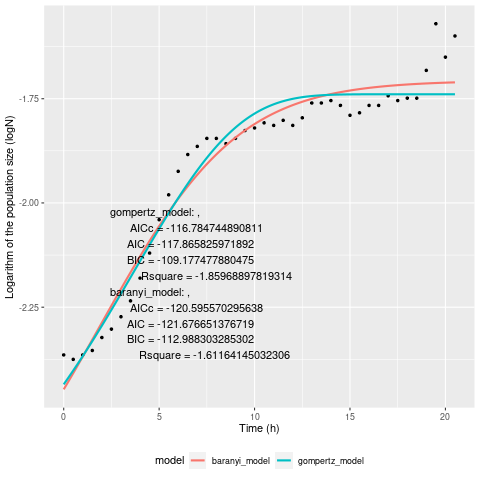 -1.75
-2.00
-2.25
Logarithm of the population size (logN)
gompertz_model: ,
AICc = -116.784744890811
AIC = -117.865825971892
BIC = -109.177477880475
Rsquare = -1.85968897819314
baranyi_model: ,
AICc = -120.595570295638
AIC = -121.676651376719
BIC = -112.988303285302
Rsquare = -1.61164145032306
0 5 10 15 20
Time (h)
model baranyi_model gompertz_model